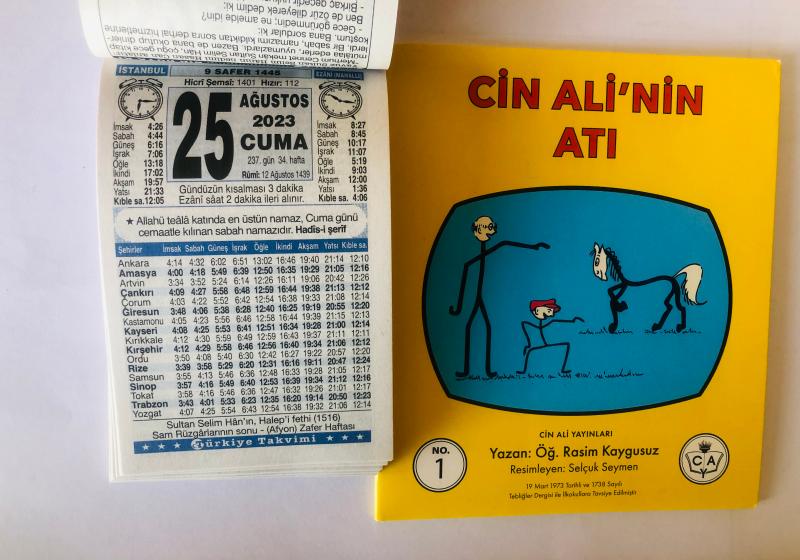 İSTANBUL
9 SAFER 1445
EZÂNİ (MAHALLÎ)
Hicrî Şemsî: 1401 Hızır: 112
25
AĞUSTOS
2023
CUMA
237. gün 34. hafta
Rûmî: 12 Ağustos 1439
İmsak 4:26
Sabah 4:44
Güneş 6:16
İşrak 7:06
Öğle 13:18
İkindi 17:02
Akşam 19:57
Yatsı 21:33
Kıble sa. 12:05
İmsak 8:27
Sabah 8:45
Güneş 10:17
İşrak 11:07
Öğle 5:19
İkindi 9:03
Akşam 12:00
Yatsı 1:36
Kıble sa. 4:06
Gündüzün kısalması 3 dakika
Ezânî sâat 2 dakika ileri alınır.
★ Allahü teâlâ katında en üstün namaz, Cuma günü
cemaatle kılınan sabah namazıdır. Hadis-i şerîf
Şehirler İmsak Sabah Güneş İşrak Öğle İkindi Akşam Yatsı Kıble sa.
Ankara 4:14 4:32 6:02 6:51 13:02 16:46 19:40 21:14 12:10
Amasya 4:00 4:18 5:49 6:39 12:50 16:35 19:29 21:05 12:16
Artvin 3:34 3:52 5:24 6:14 12:26 16:11 19:06 20:42 12:26
Çankırı 4:09 4:27 5:58 6:48 12:59 16:44 19:38 21:13 12:12
Çorum 4:03 4:22 5:52 6:42 12:54 16:38 19:33 21:08 12:14
Giresun 3:48 4:06 5:38 6:28 12:40 16:25 19:19 20:55 12:20
Kastamonu 4:05 4:23 5:56 6:46 12:58 16:44 19:39 21:15 12:13
Kayseri 4:08 4:25 5:53 6:41 12:51 16:34 19:28 21:00 12:14
Kırıkkale 4:12 4:30 5:59 6:49 12:59 16:43 19:37 21:11 12:11
Kırşehir 4:12 4:29 5:58 6:46 12:56 16:40 19:34 21:06 12:12
Ordu 3:50 4:08 5:40 6:30 12:42 16:27 19:22 20:57 12:20
Rize 3:39 3:58 5:29 6:20 12:31 16:16 19:11 20:47 12:24
Samsun 3:55 4:13 5:46 6:36 12:48 16:33 19:28 21:05 12:17
Sinop 3:57 4:16 5:49 6:40 12:53 16:39 19:34 21:12 12:16
Tokat 3:58 4:16 5:46 6:36 12:47 16:32 19:26 21:01 12:17
Trabzon 3:43 4:01 5:33 6:23 12:35 16:20 19:14 20:50 12:23
Yozgat 4:07 4:25 5:54 6:43 12:54 16:38 19:32 21:06 12:14
Sultan Selim Hân'ın, Halep'i fethi (1516)
Sam Rüzgârlarının sonu - (Afyon) Zafer Haftası
Türkiye Takvimi
CİN ALİ'NİN
ATI
CİN ALİ YAYINLARI
Yazan: Öğ. Rasim Kaygusuz
Resimleyen: Selçuk Seymen
19 Mart 1973 Tarihli ve 1738 Sayılı
Tebliğler Dergisi ile İlkokullara Tavsiye Edilmiştir
NO.
1
C A
Y